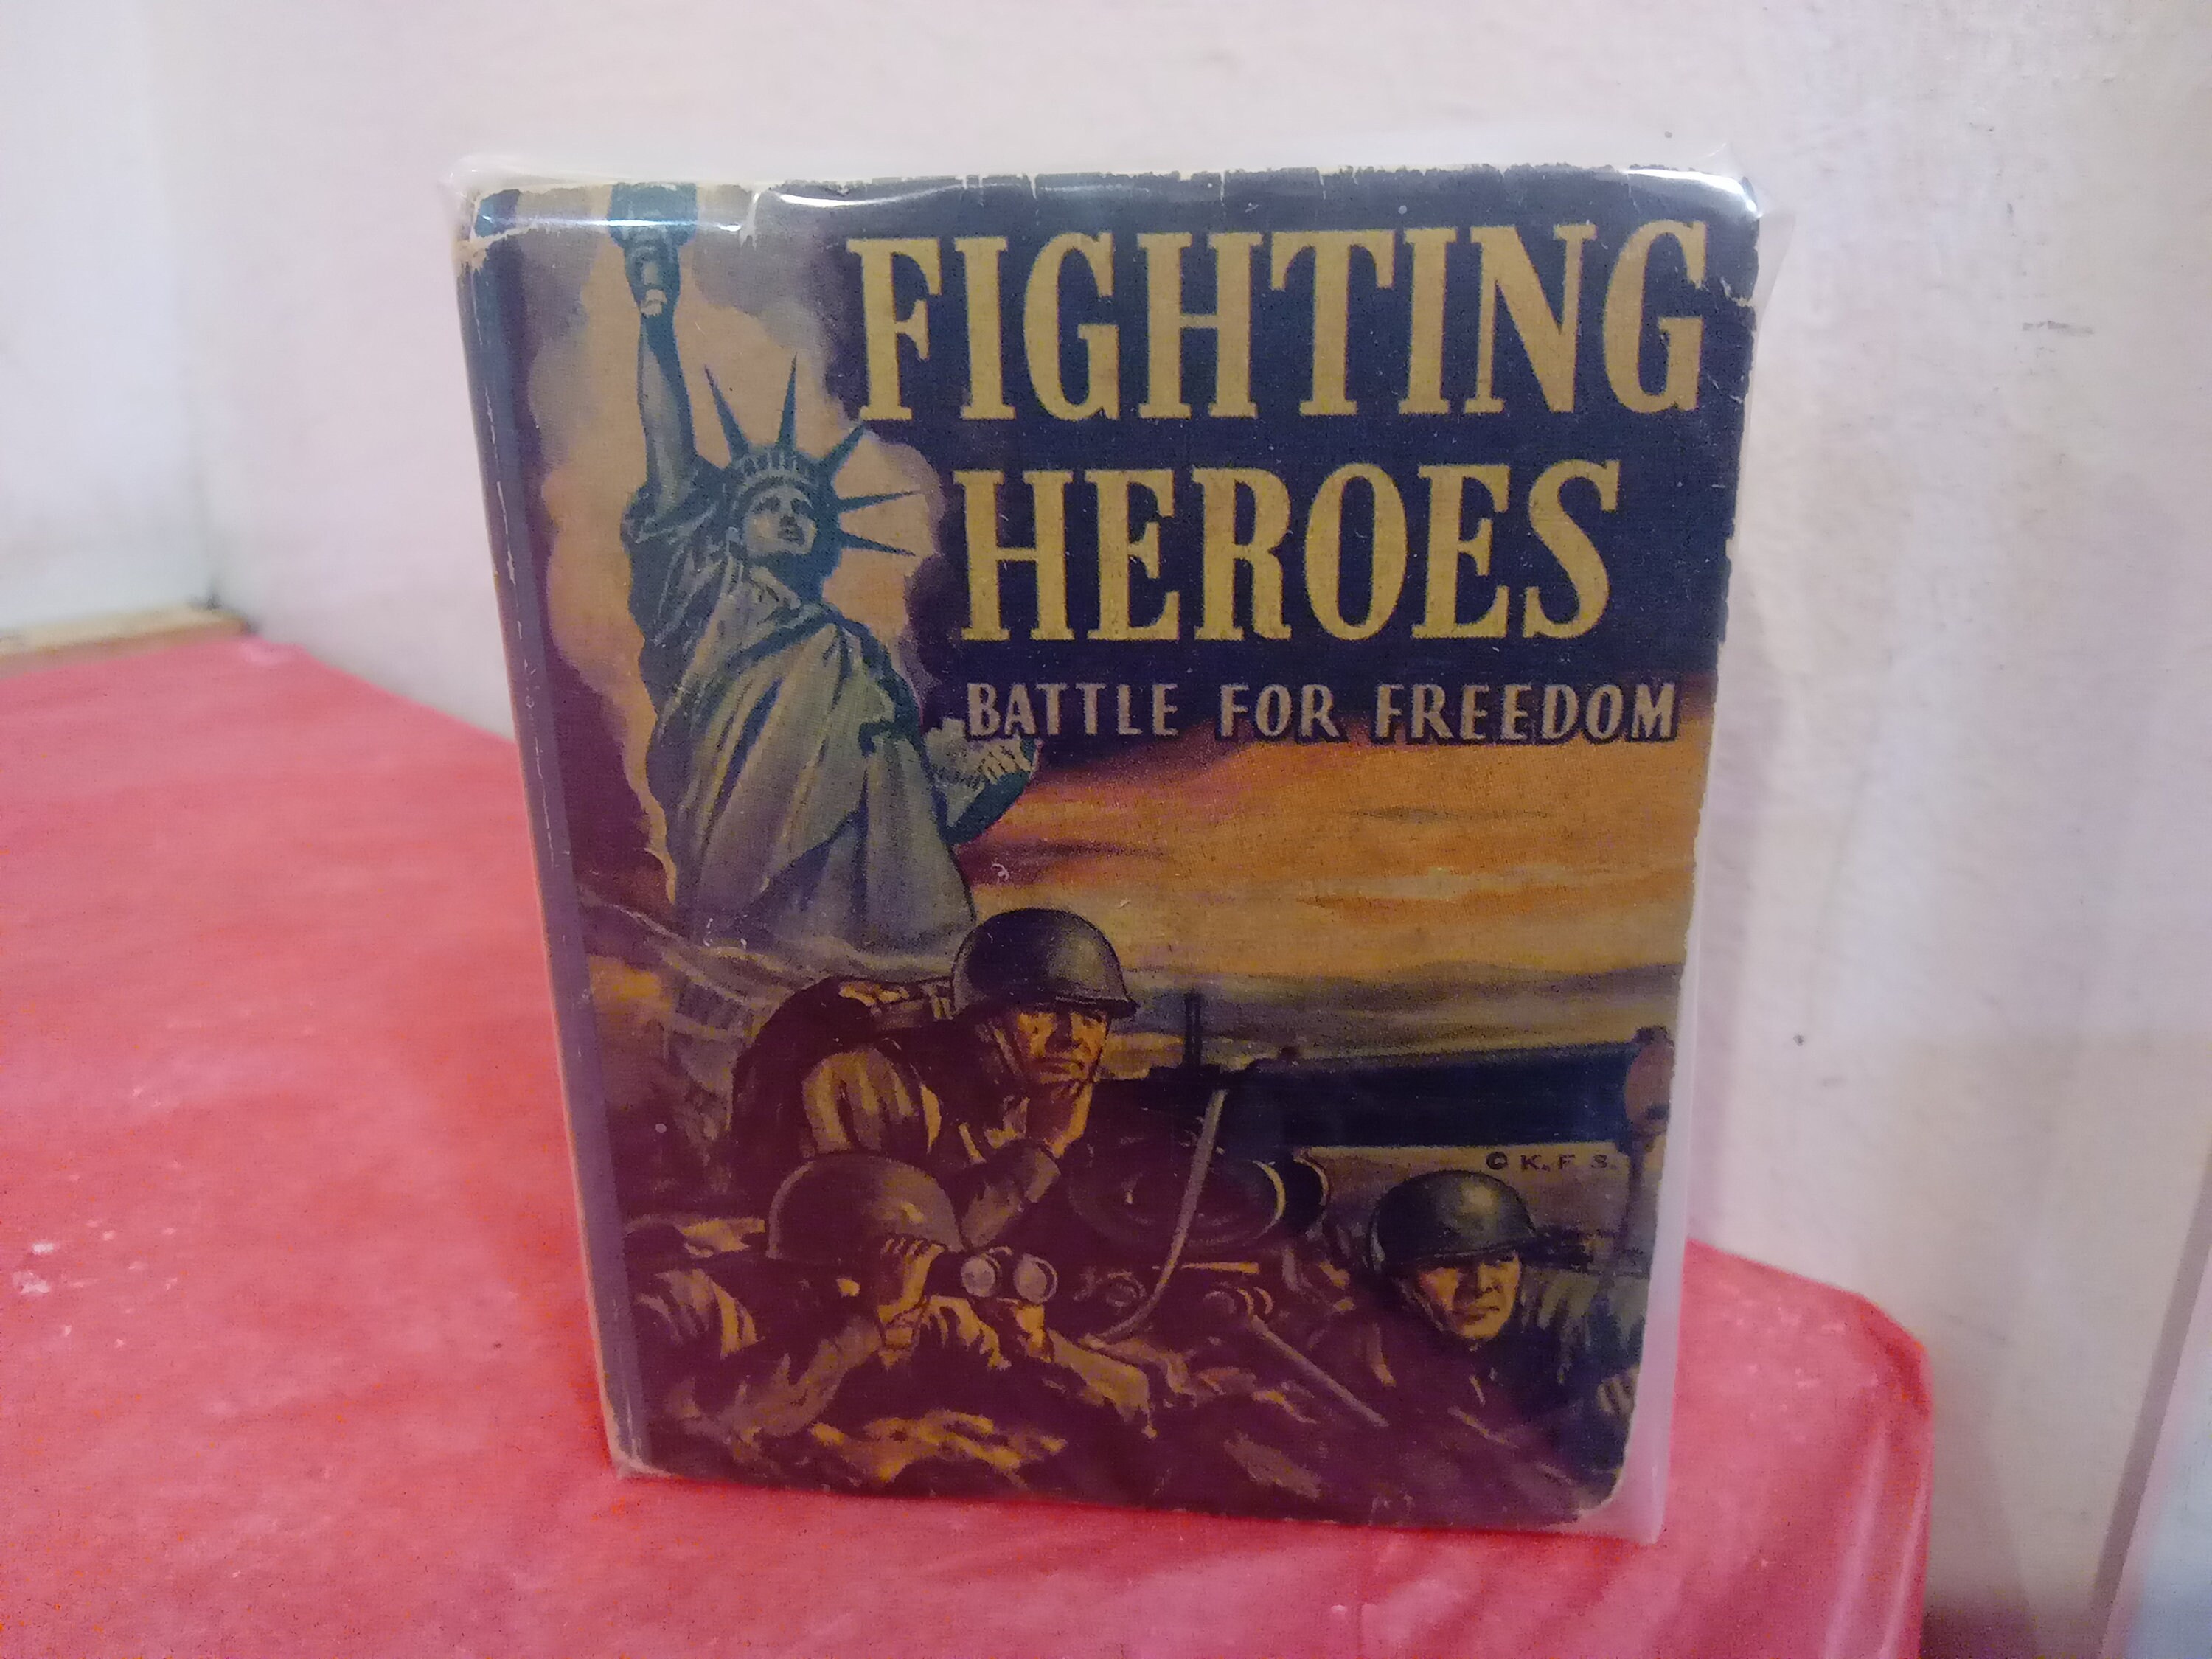 FIGHTING
HEROES
BATTLE FOR FREEDOM
© K. F. S.